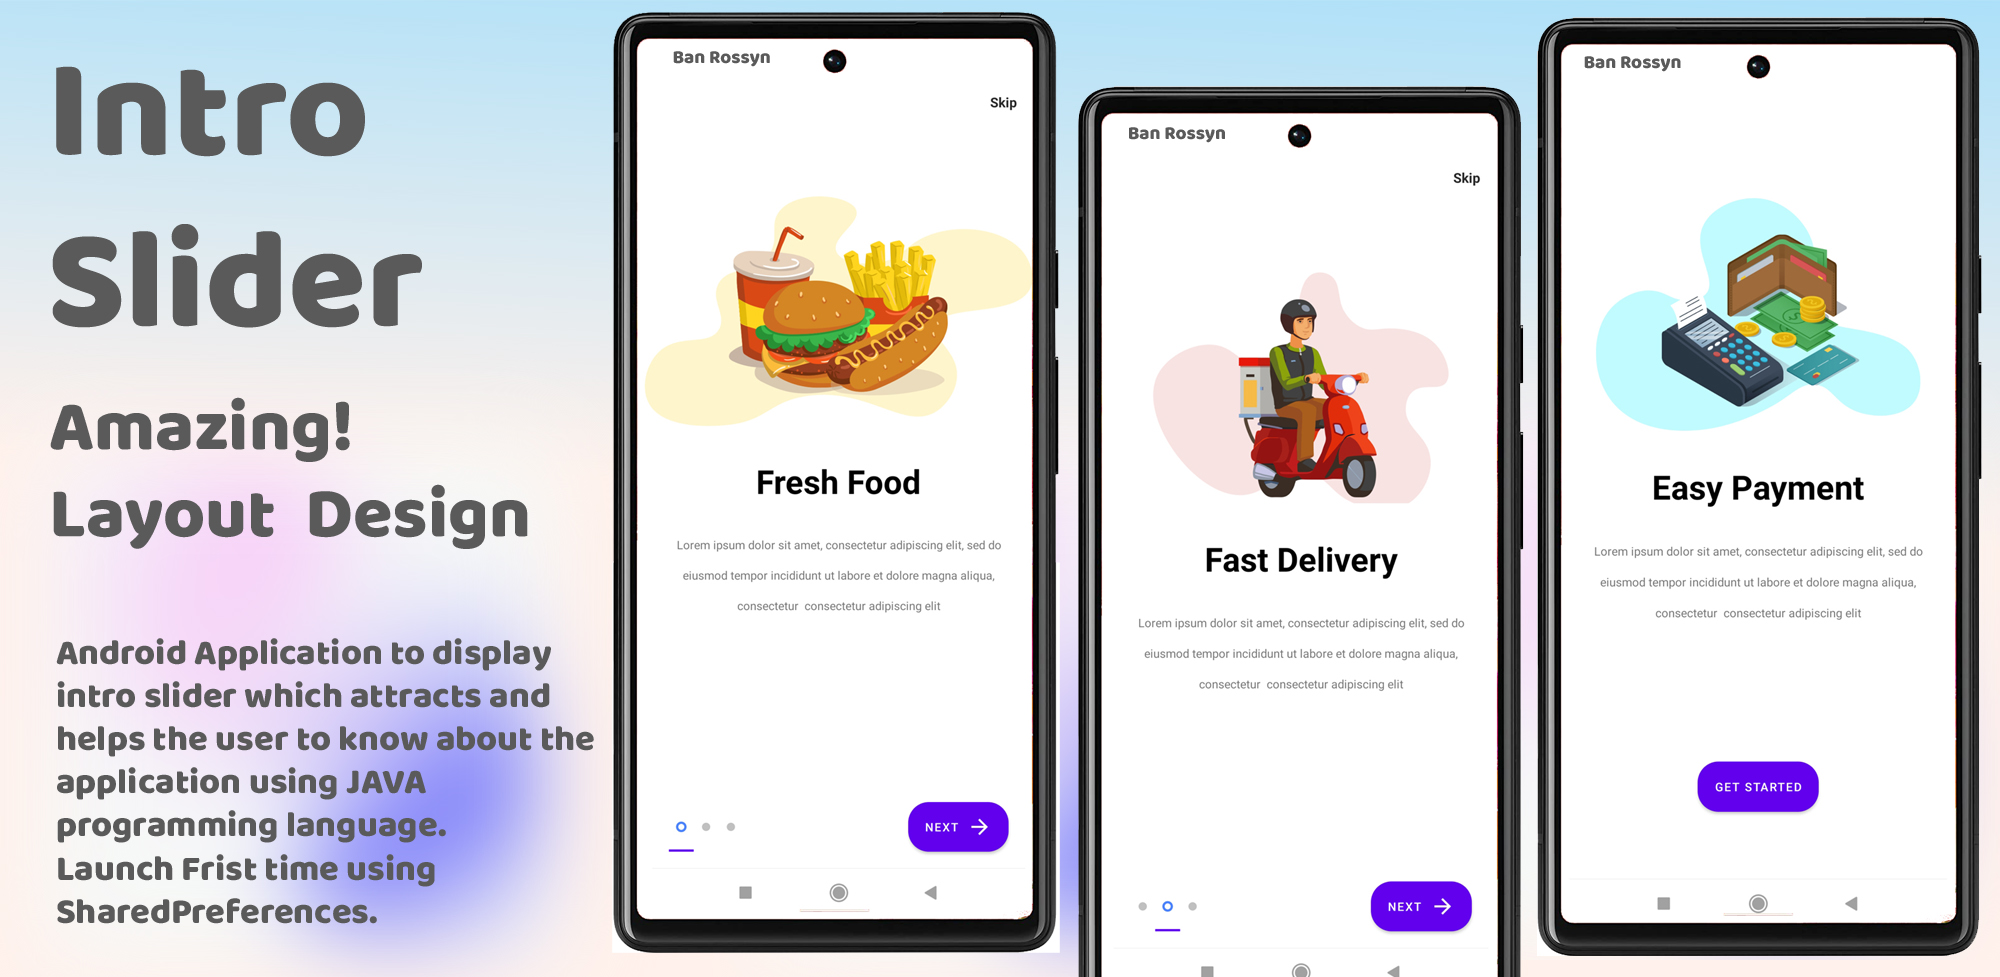 Intro
Slider
Amazing!
Layout Design
Android Application to display
intro slider which attracts and
helps the user to know about the
application using JAVA
programming language.
Launch Frist time using
SharedPreferences.
Ban Rossyn
Skip
Fresh Food
Lorem ipsum dolor sit amet, consectetur adipiscing elit, sed do
eiusmod tempor incididunt ut labore et dolore magna aliqua,
consectetur consectetur adipiscing elit
NEXT
Ban Rossyn
Skip
Fast Delivery
Lorem ipsum dolor sit amet, consectetur adipiscing elit, sed do
eiusmod tempor incididunt ut labore et dolore magna aliqua,
consectetur consectetur adipiscing elit
NEXT
Ban Rossyn
Easy Payment
Lorem ipsum dolor sit amet, consectetur adipiscing elit, sed do
eiusmod tempor incididunt ut labore et dolore magna aliqua,
consectetur consectetur adipiscing elit
GET STARTED